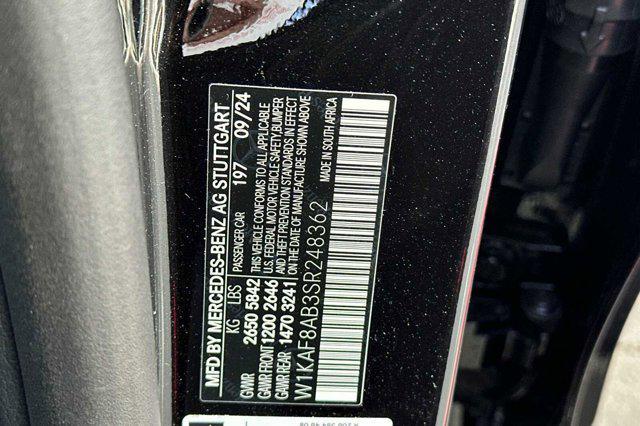 MFD BY MERCEDES-BENZ AG STUTTGART
KG LBS PASSENGER CAR 197 09/24
GAWR 2650 5842
GAWR FRONT 1200 2646
GAWR REAR 1470 3241
THIS VEHICLE CONFORMS TO ALL APPLICABLE
U.S. FEDERAL MOTOR VEHICLE SAFETY,BUMPER
AND THEFT PREVENTION STANDARDS IN EFFECT
ON THE DATE OF MANUFACTURE SHOWN ABOVE
W1KAF8AB3SR248362 MADE IN SOUTH AFRICA